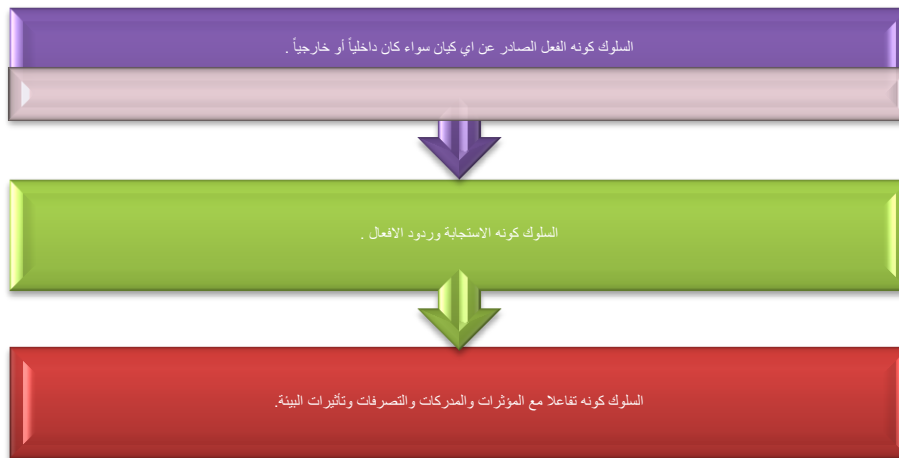 السلوك كونه الفعل الصادر عن اي كيان سواء كان داخلياً أو خارجياً .
السلوك كونه الاستجابة وردود الافعال .
السلوك كونه تفاعلا مع المؤثرات والمدركات والتصرفات وتأثيرات البيئة.